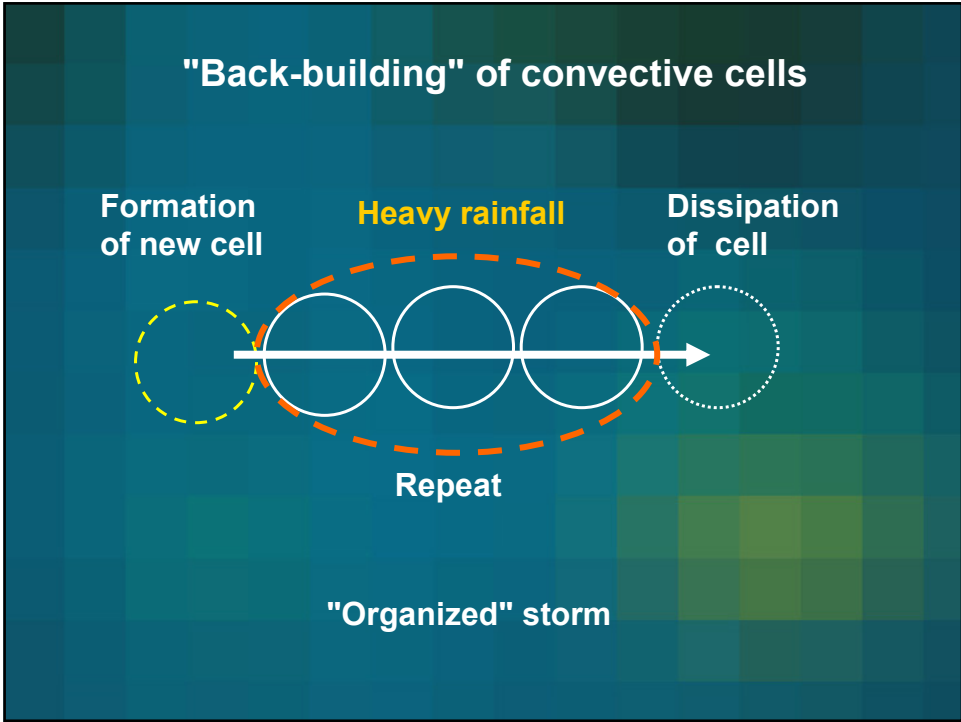 "Back-building" of convective cells
Formation
of new cell
Heavy rainfall
Dissipation
of cell
Repeat
"Organized" storm